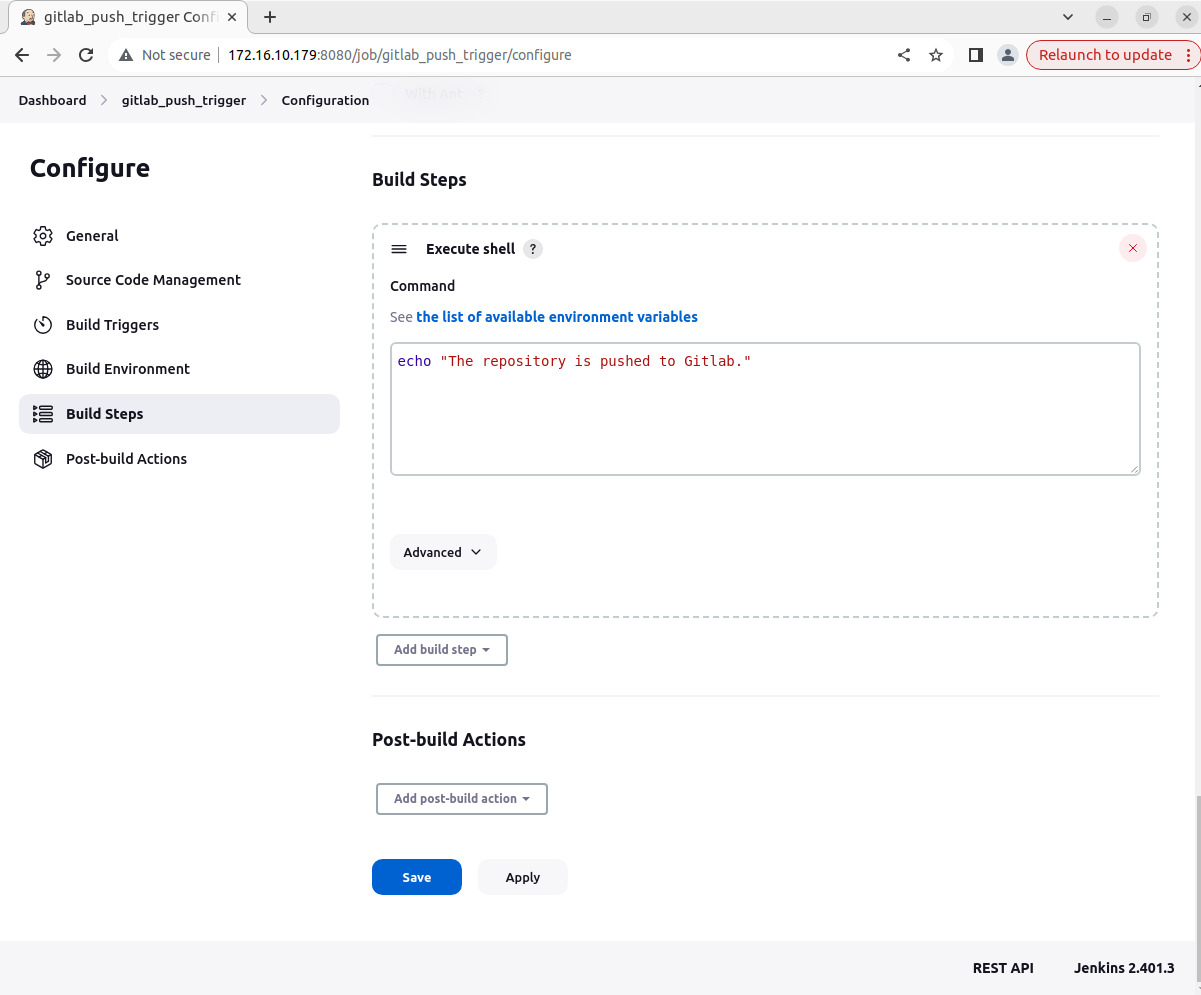 gitlab_push_trigger Conf
Not secure
172.16.10.179:8080/job/gitlab_push_trigger/configure
Relaunch to update
Dashboard
gitlab_push_trigger
Configuration
With Ant ?
Configure
General
Source Code Management
Build Triggers
Build Environment
Build Steps
Post-build Actions
Build Steps
Execute shell ?
Command
See the list of available environment variables
echo "The repository is pushed to Gitlab."
Advanced
Add build step
Post-build Actions
Add post-build action
Save
Apply
REST API
Jenkins 2.401.3